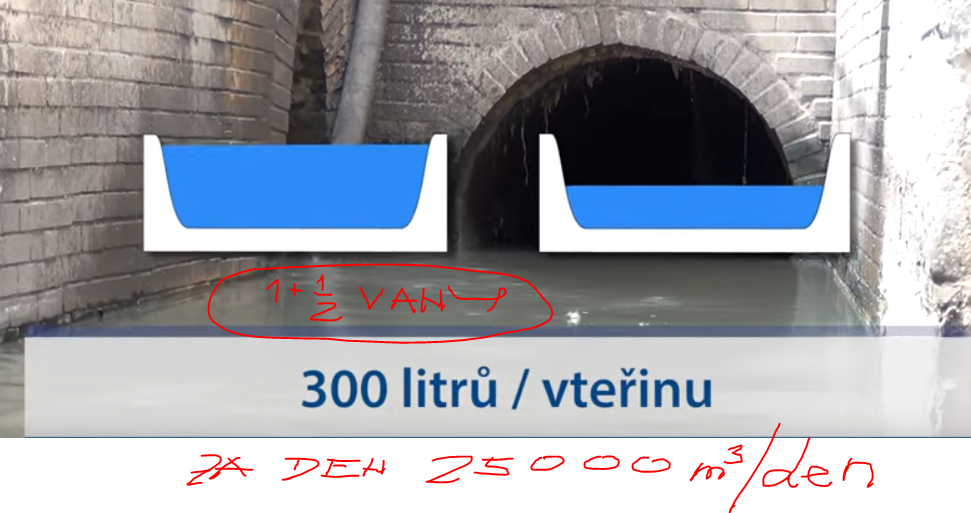 1 + 1/2 VANY
300 litrů / vteřinu
ZA DEN 25000 m³/den